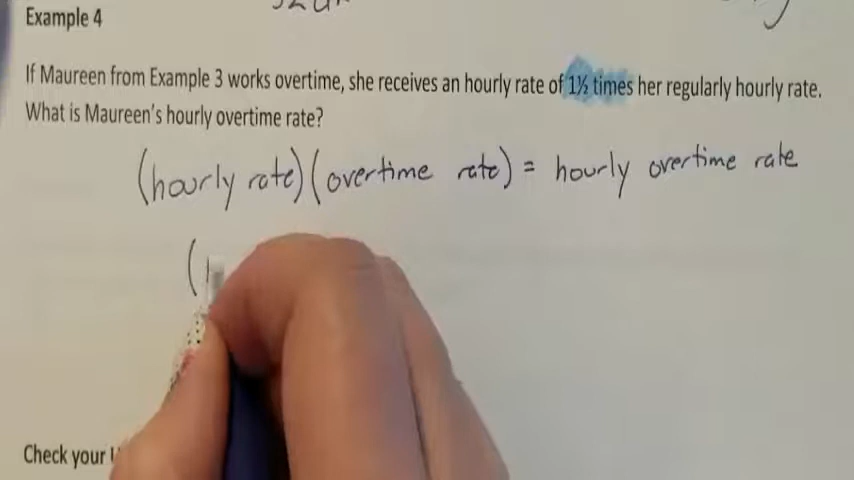 Example 4
If Maureen from Example 3 works overtime, she receives an hourly rate of 1½ times her regularly hourly rate.
What is Maureen's hourly overtime rate?
(hourly rate)(overtime rate) = hourly overtime rate
(
Check your